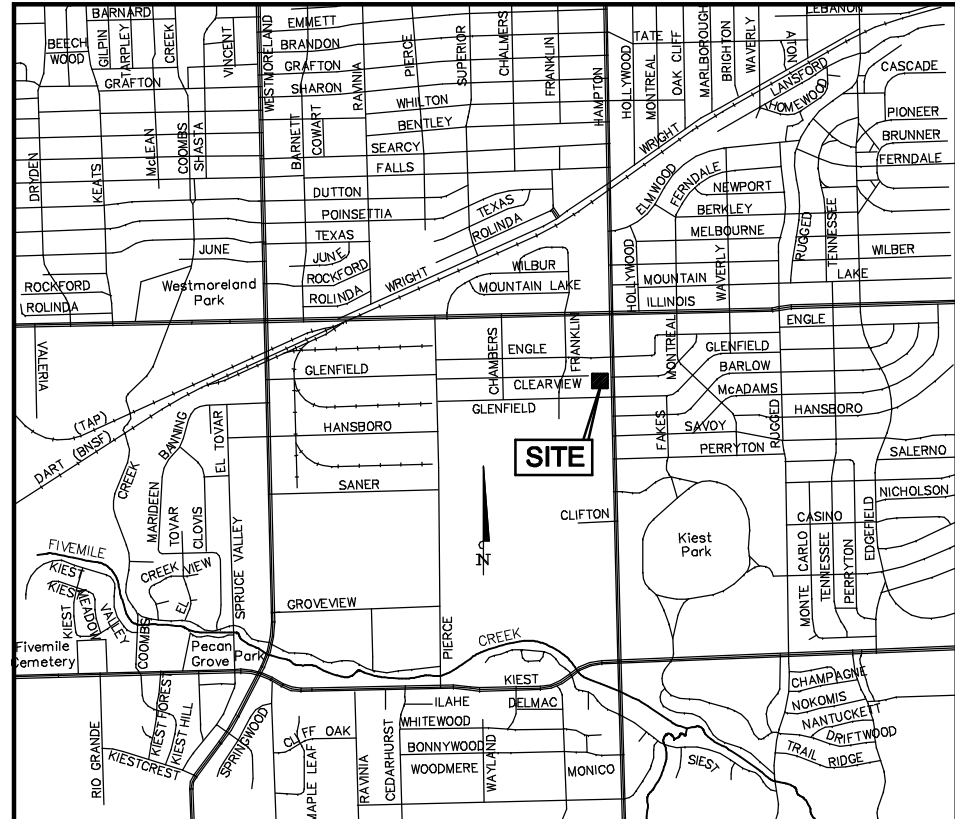 BARNARD
BEECH
WOOD
GILPIN
TARPLEY
CREEK
VINCENT
WESTMORELAND
EMMETT
BRANDON
GRAFTON
SHARON
RAVINIA
PIERCE
SUPERIOR
CHALMERS
FRANKLIN
HAMPTON
HOLLYWOOD
TATE
MONTREAL
OAK CLIFF
MARLBOROUGH
BRIGHTON
WAVERLY
ATON
LEBANON
LANSFORD
HOMEWOOD
CASCADE
PIONEER
BRUNNER
FERNDALE
GRAFTON
DRYDEN
KEATS
McLEAN
COOMBS
SHASTA
BARNETT
COWART
WHILTON
BENTLEY
SEARCY
FALLS
WRIGHT
DUTTON
POINSETTIA
TEXAS
JUNE
ROCKFORD
ROLINDA
TEXAS
ROLINDA
ELMWOOD
FERNDALE
NEWPORT
BERKLEY
MELBOURNE
RUGGED
TENNESSEE
WILBER
LAKE
JUNE
ROCKFORD
ROLINDA
Westmoreland
Park
WRIGHT
WILBUR
MOUNTAIN LAKE
HOLLYWOOD
MOUNTAIN
WAVERLY
ILLINOIS
VALERIA
GLENFIELD
CHAMBERS
ENGLE
FRANKLIN
CLEARVIEW
GLENFIELD
MONTREAL
ENGLE
GLENFIELD
BARLOW
McADAMS
HANSBORO
RUGGED
FAKES
SAVOY
PERRYTON
SALERNO
(TAP)
DART (BNSF)
BANNING
EL TOVAR
HANSBORO
SANER
SITE
CREEK
MARIDEEN
TOVAR
CLOVIS
SPRUCE VALLEY
N
CLIFTON
Kiest
Park
NICHOLSON
CASINO
MONTE CARLO
TENNESSEE
PERRYTON
EDGEFIELD
FIVEMILE
KIEST
KIEST
MEADOW
VALLEY
KIEST
CREEK VIEW
EL
COOMBS
GROVEVIEW
PIERCE
CREEK
Fivemile
Cemetery
Pecan
Grove Park
KIEST
ILAHE
DELMAC
WHITEWOOD
BONNYWOOD
WOODMERE
WAYLAND
MONICO
RIO GRANDE
KIEST FOREST
KIEST HILL
KIESTCREST
SPRINGWOOD
CLIFF OAK
MAPLE LEAF
RAVINIA
CEDARHURST
SIEST
CHAMPAGNE
NOKOMIS
NANTUCKETT
DRIFTWOOD
TRAIL
RIDGE